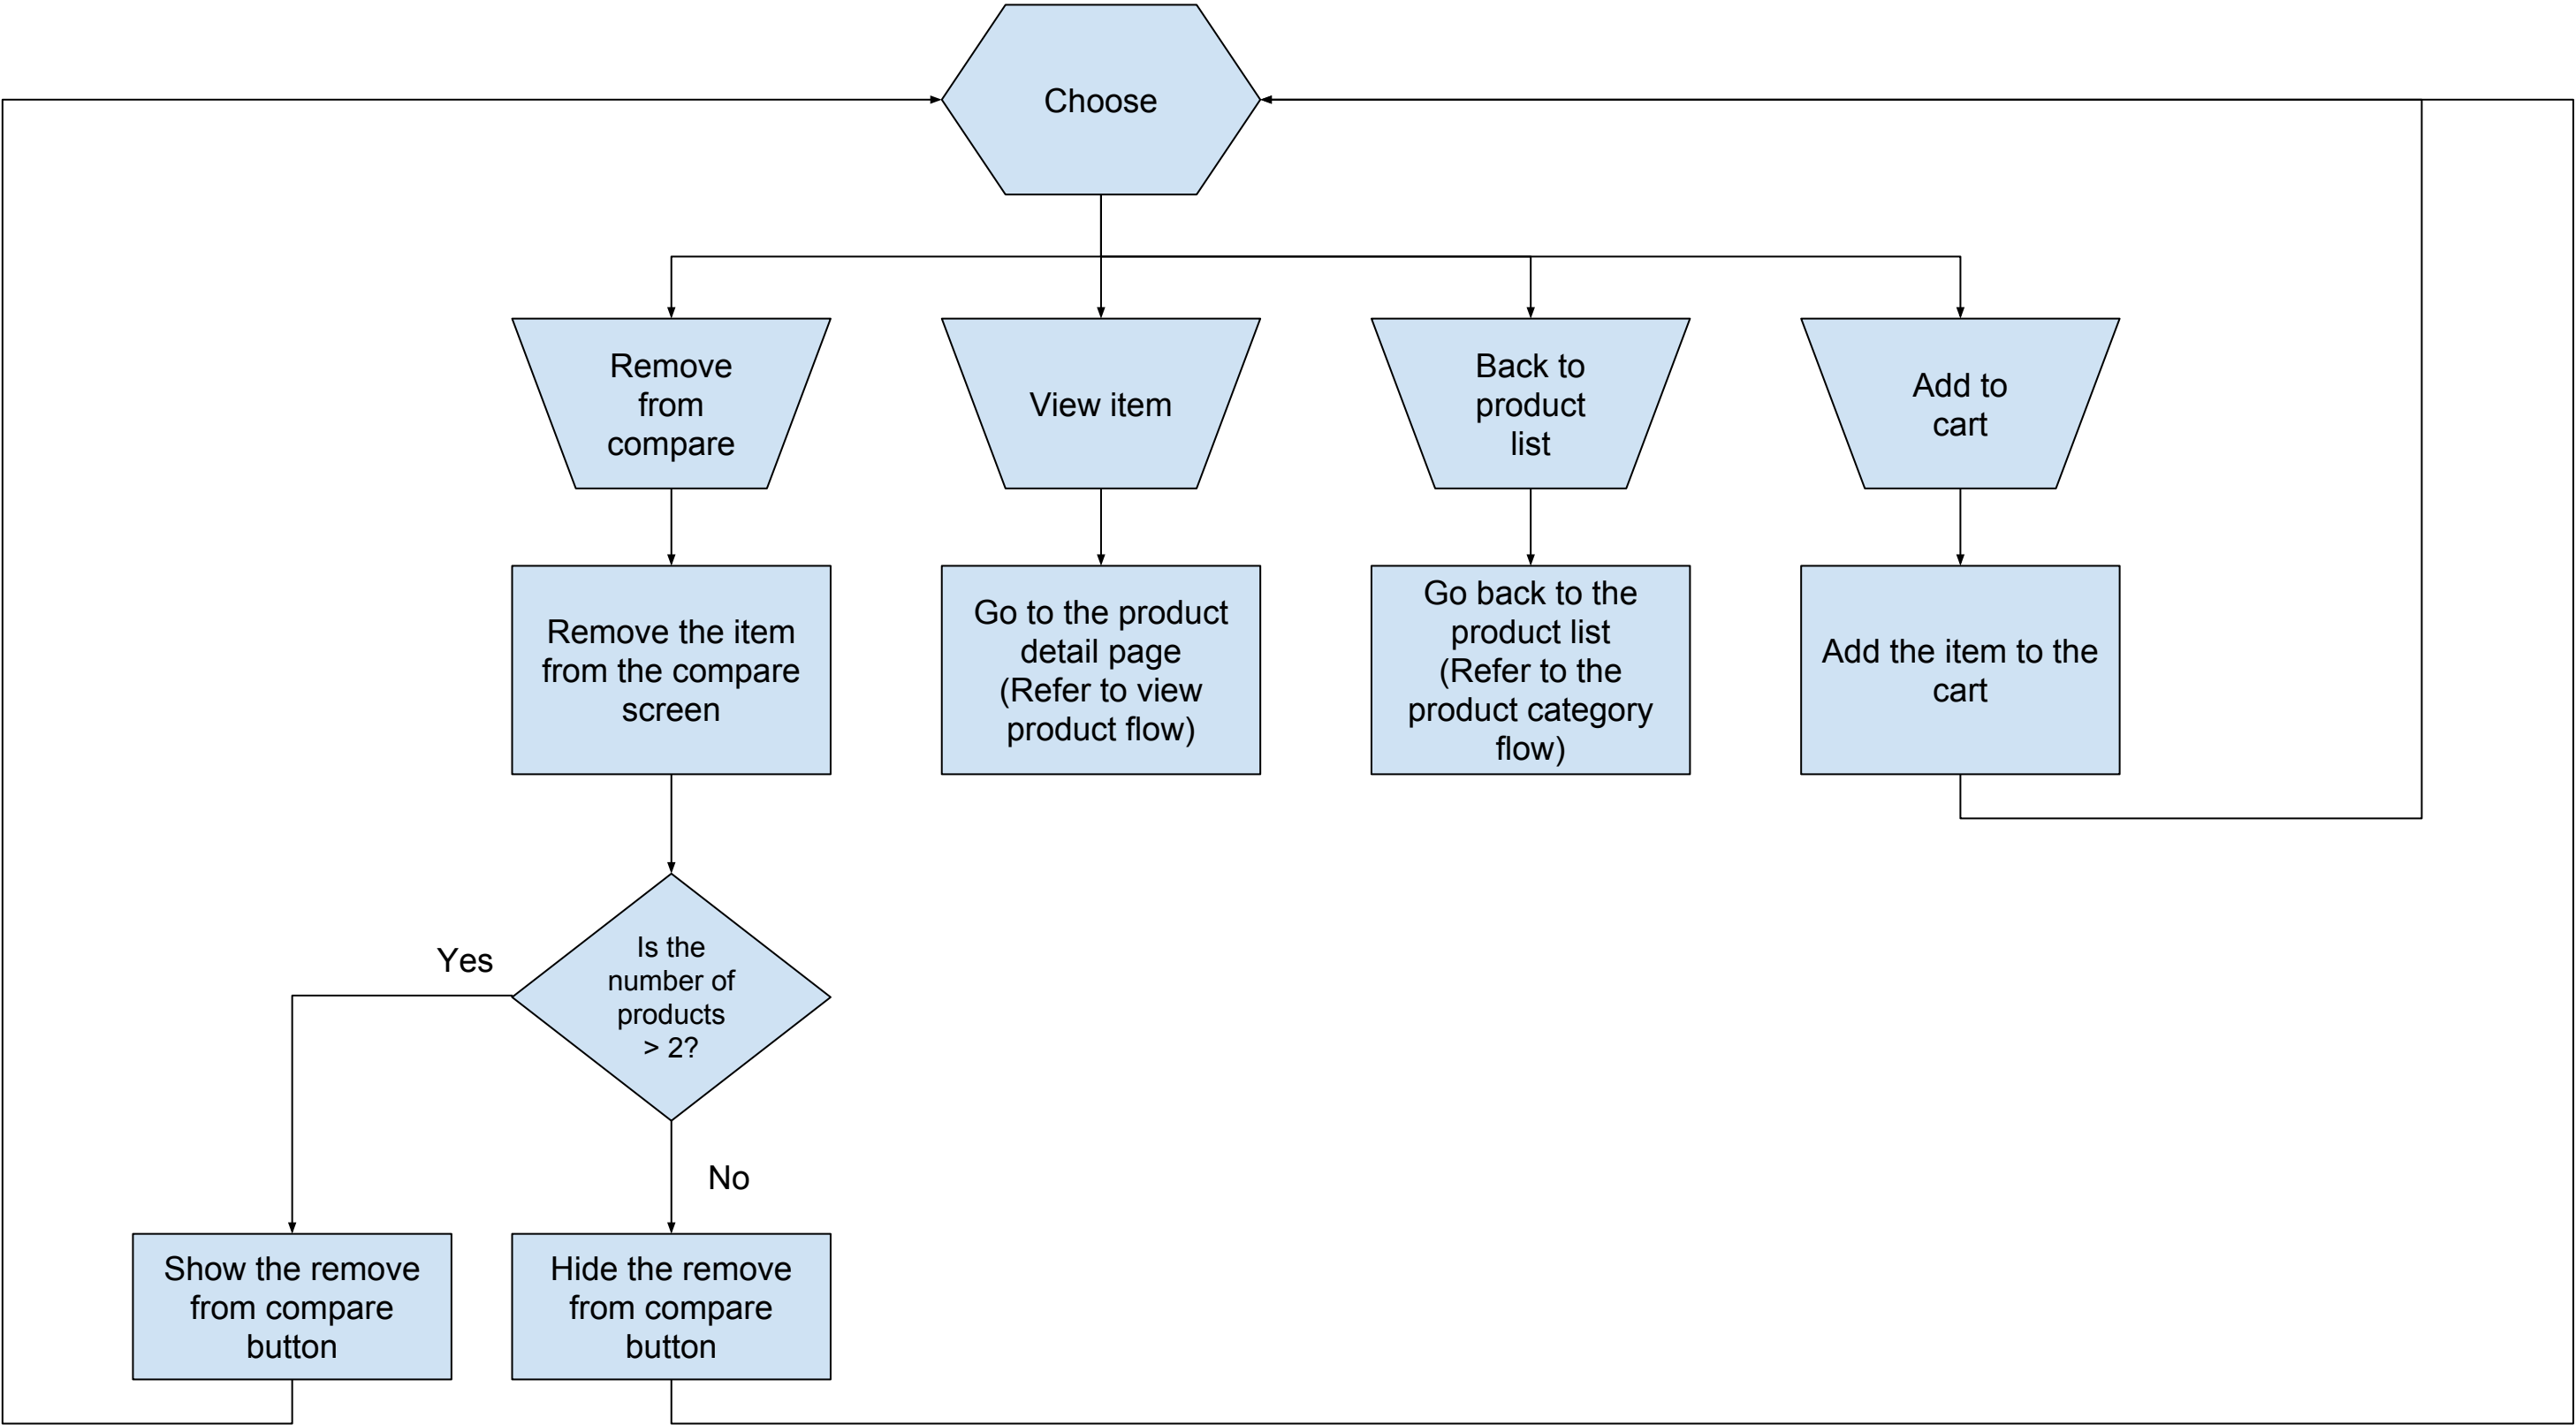 Choose
Remove
from
compare
View item
Back to
product
list
Add to
cart
Remove the item
from the compare
screen
Go to the product
detail page
(Refer to view
product flow)
Go back to the
product list
(Refer to the
product category
flow)
Add the item to the
cart
Yes
Is the
number of
products
> 2?
No
Show the remove
from compare
button
Hide the remove
from compare
button